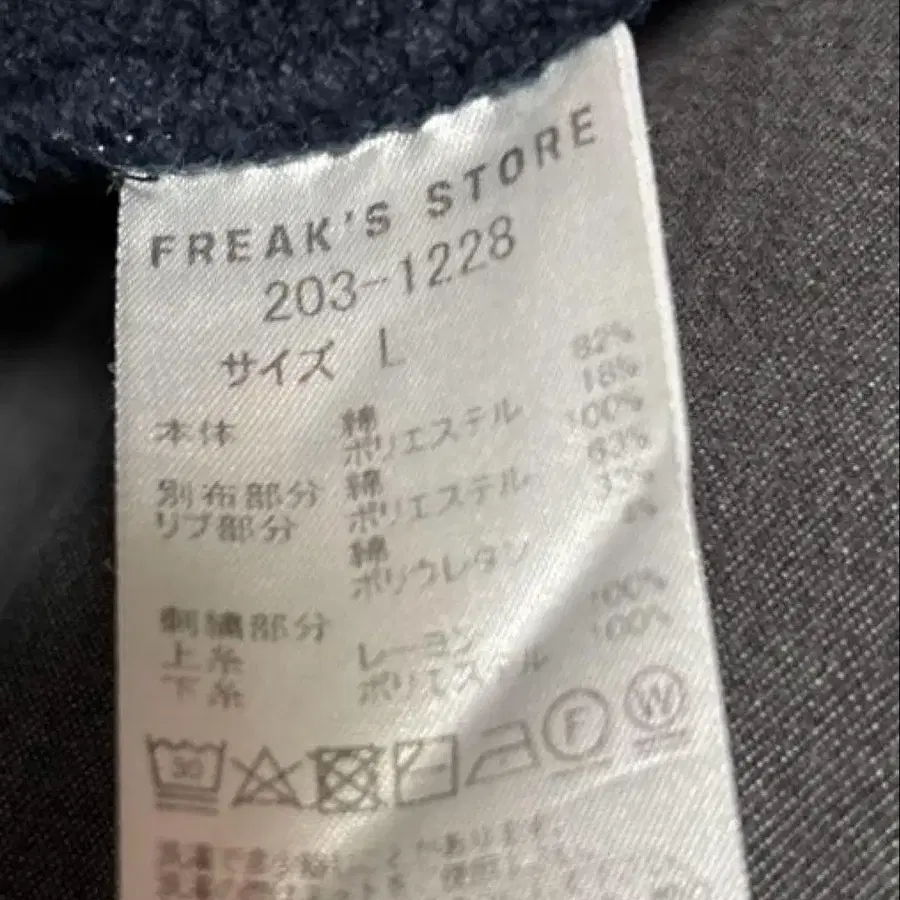 FREAK'S STORE
203-1228
サイズ L
本体 綿 82%
ポリエステル 18%
別布部分 綿 100%
リブ部分 ポリエステル 63%
綿
ポリウレタン
刺繍部分
上糸 レーヨン 100%
下糸 ポリエステル 100%
30
F
W